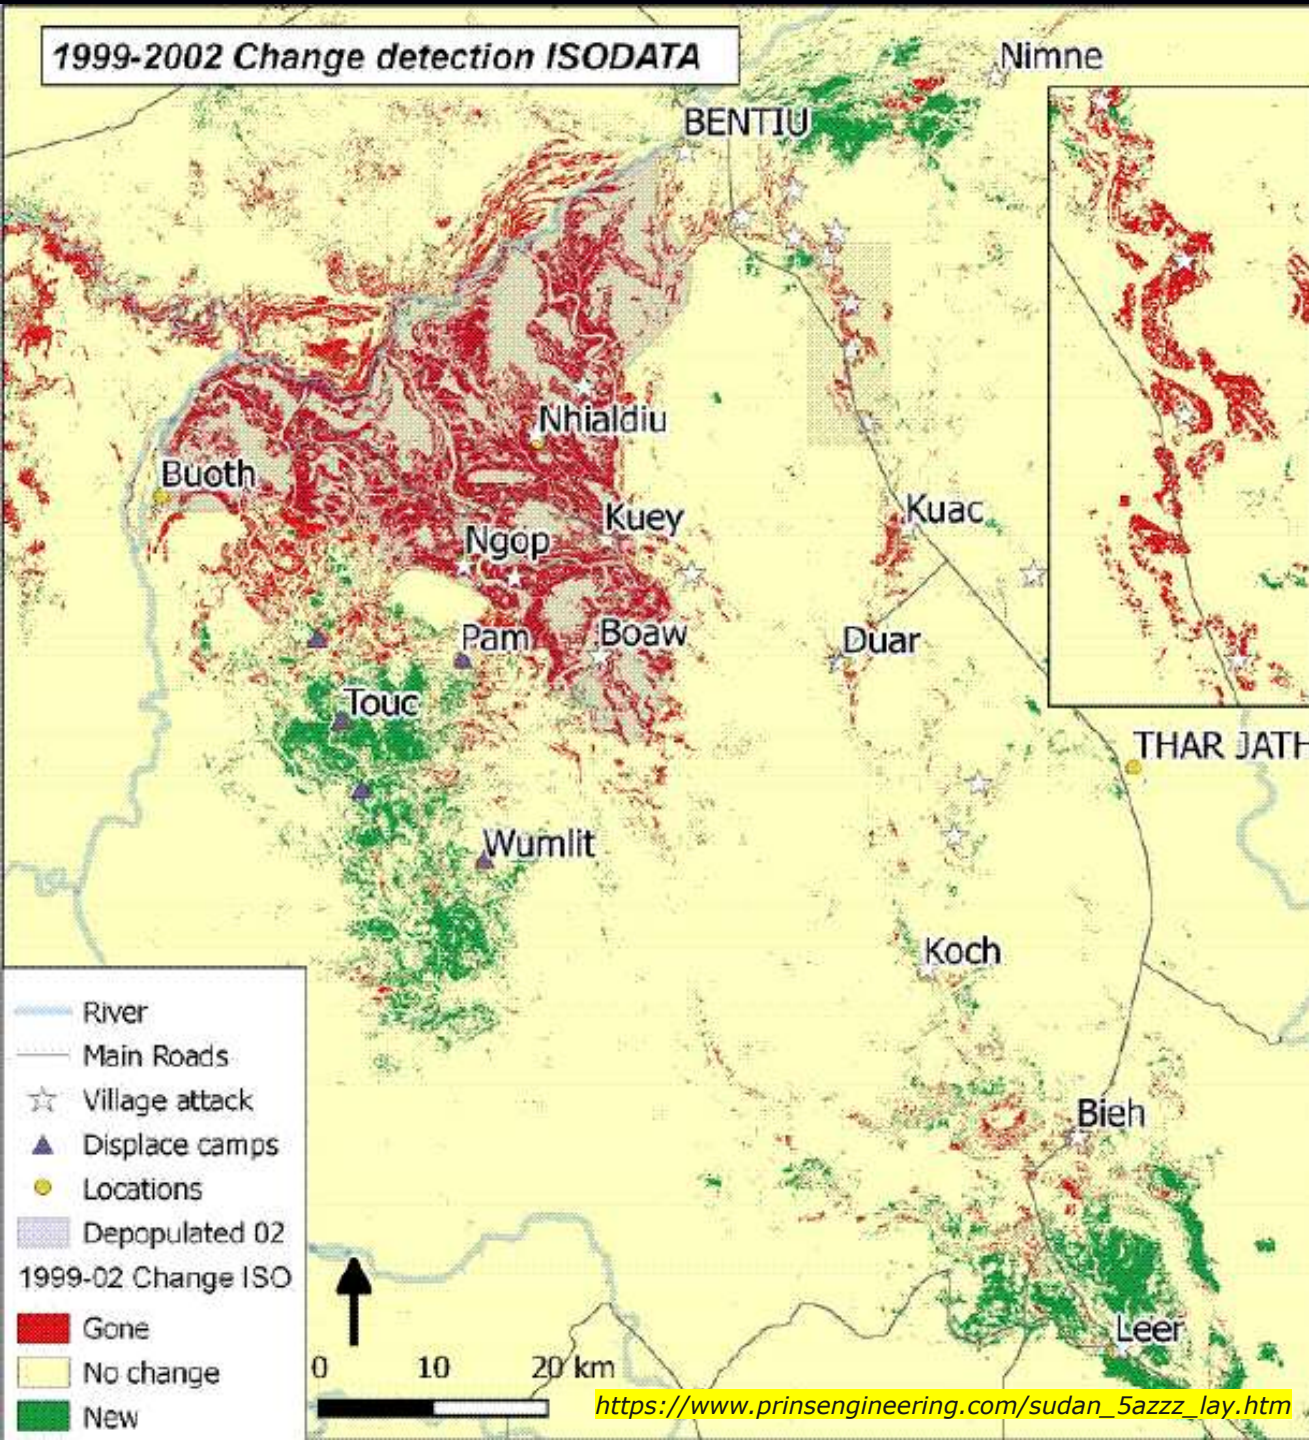 1999-2002 Change detection ISODATA
Nimne
BENTIU
Nhialdiu
Buoth
Kuey
Kuac
Ngop
Pam
Boaw
Duar
Touc
THAR JATH
Wumlit
Koch
River
Main Roads
Village attack
Bieh
Displace camps
Locations
Depopulated 02
1999-02 Change ISO
Gone
Leer
No change
0 10 20 km
New
https://www.prinsengineering.com/sudan_5azzz_lay.htm